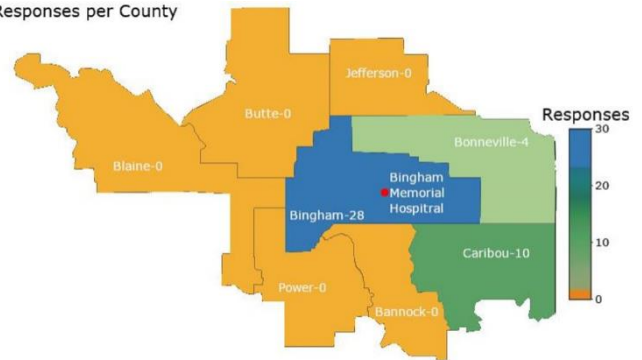 Responses per County
Jefferson-0
Butte-0
Responses
30
Bonneville-4
Blaine-0
Bingham
Memorial
Hospitral
20
Bingham-28
10
Caribou-10
Power-0
0
Bannock-0